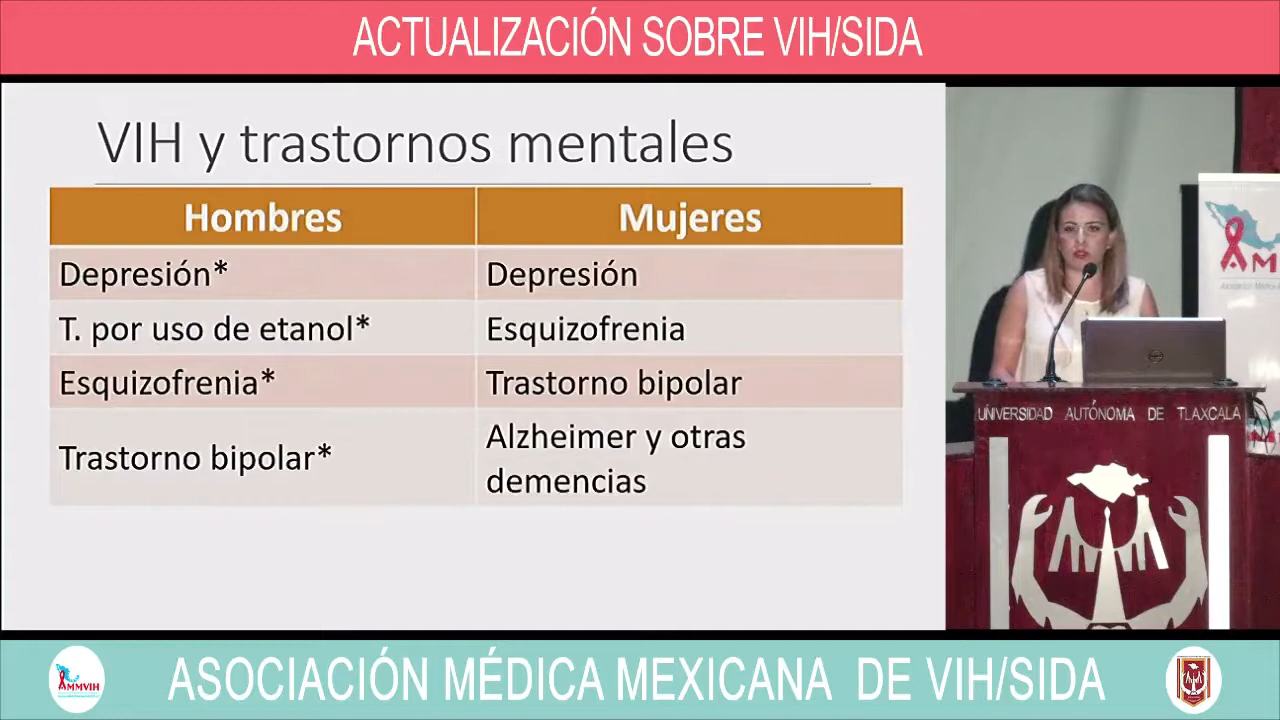 ACTUALIZACIÓN SOBRE VIH/SIDA
VIH y trastornos mentales
Hombres
Mujeres
Depresión*
Depresión
T. por uso de etanol*
Esquizofrenia
Esquizofrenia*
Trastorno bipolar
Trastorno bipolar*
Alzheimer y otras
demencias
UNIVERSIDAD AUTÓNOMA DE TLAXCALA
AMMVIH
ASOCIACIÓN MÉDICA MEXICANA DE VIH/SIDA